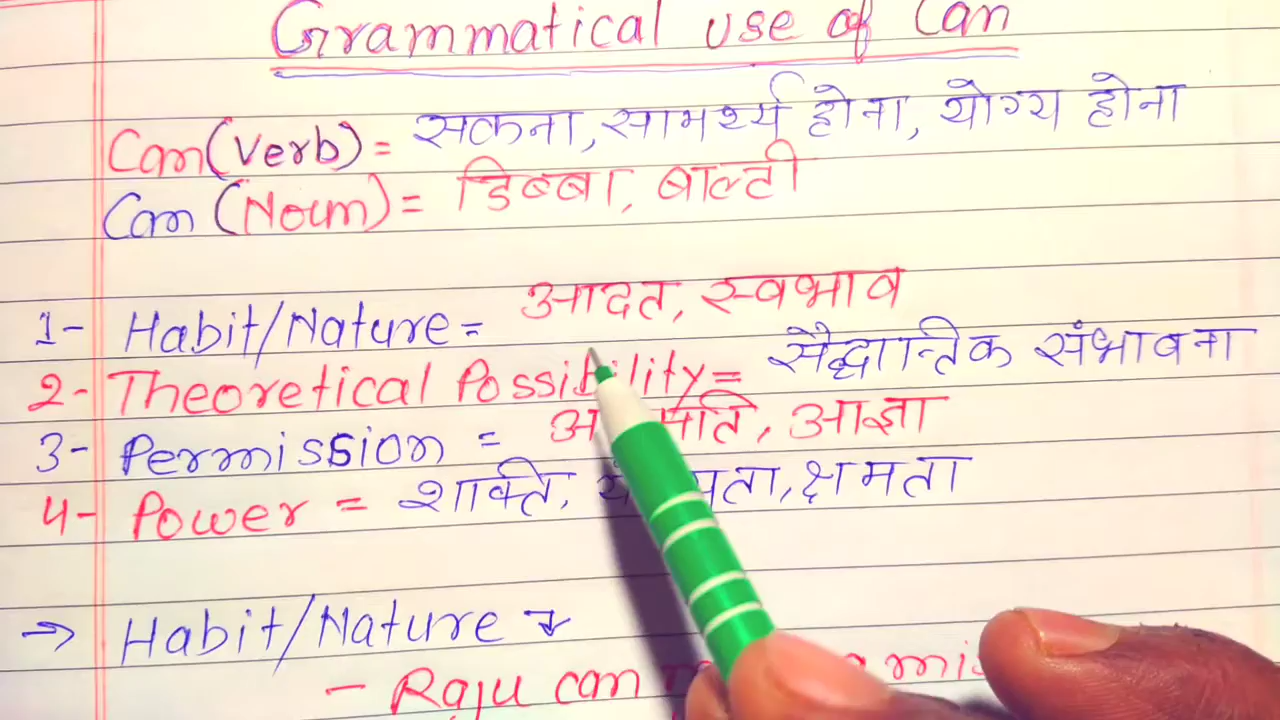 Grammatical use of Can
Can (Verb) = सकना, सामर्थ्य होना, योग्य होना
Can (Noun) = डिब्बा, बाल्टी
1- Habit/Nature = आदत, स्वभाव
2- Theoretical Possibility = सैद्धान्तिक संभावना
3- Permission = आज्ञा
4- Power = शक्ति, क्षमता
→ Habit/Nature ↓
- Raju can